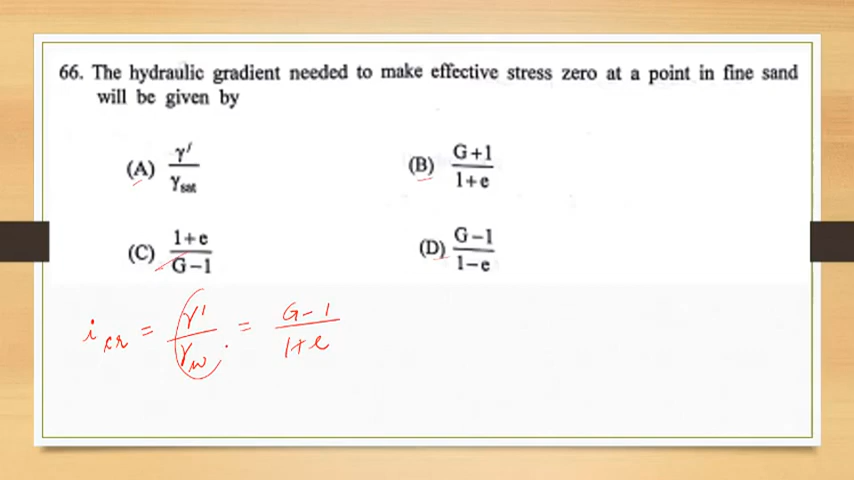 66. The hydraulic gradient needed to make effective stress zero at a point in fine sand
will be given by
(A) γ′/γsat
(B) G+1/1+e
(C) 1+e/G−1
(D) G−1/1−e
i cr = γ′/γw = G−1/1+e